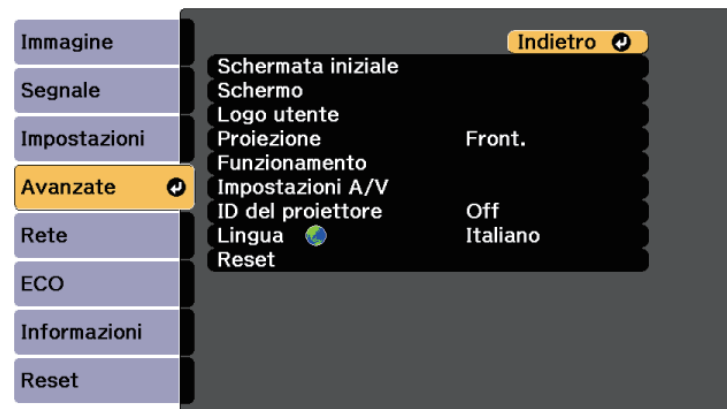 Immagine
Segnale
Impostazioni
Avanzate
Rete
ECO
Informazioni
Reset
Indietro
Schermata iniziale
Schermo
Logo utente
Proiezione Front.
Funzionamento
Impostazioni A/V
ID del proiettore Off
Lingua Italiano
Reset